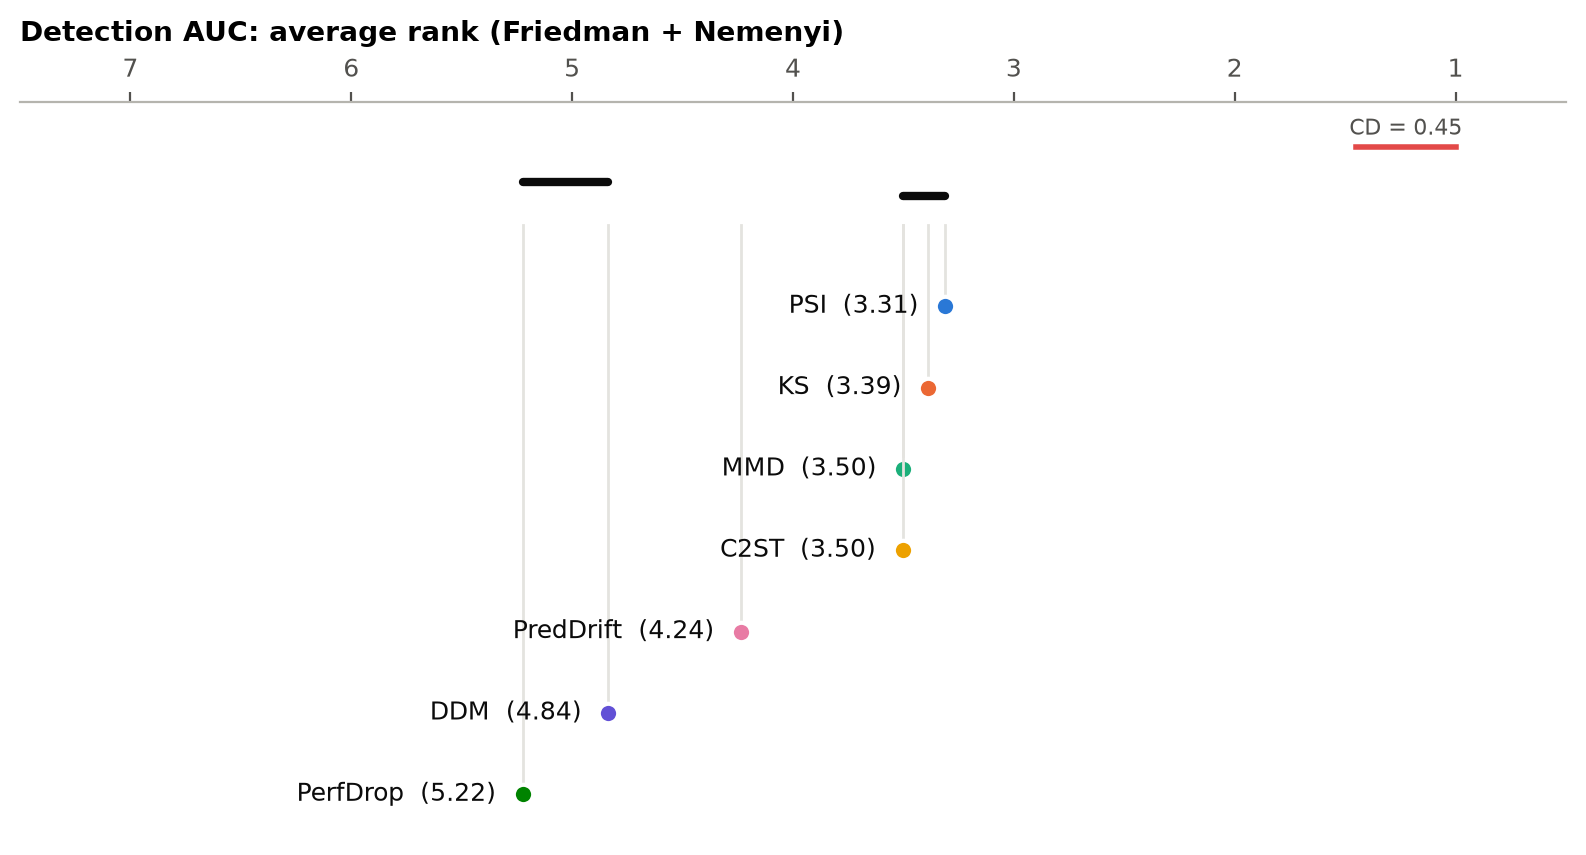 Detection AUC: average rank (Friedman + Nemenyi)
7 6 5 4 3 2 1
CD = 0.45
PSI (3.31)
KS (3.39)
MMD (3.50)
C2ST (3.50)
PredDrift (4.24)
DDM (4.84)
PerfDrop (5.22)